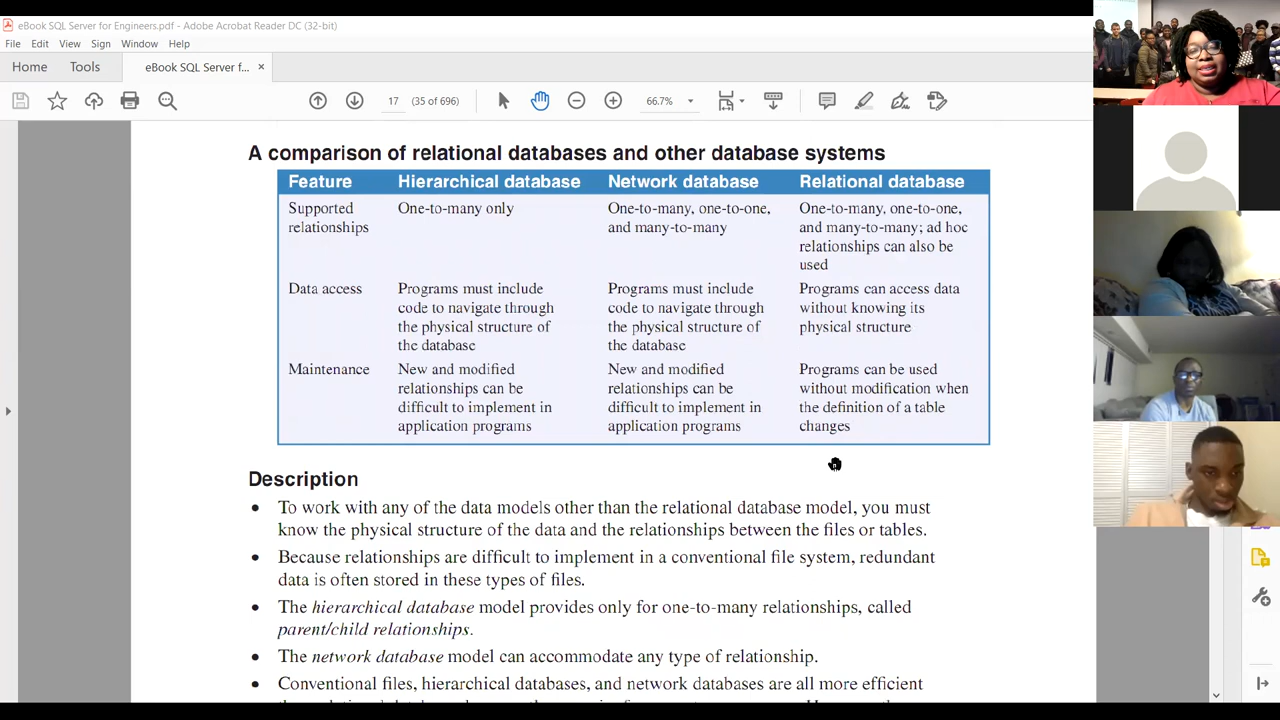 eBook SQL Server for Engineers.pdf - Adobe Acrobat Reader DC (32-bit)
File Edit View Sign Window Help
Home Tools eBook SQL Server f... ×
17 (35 of 696) 66.7%
A comparison of relational databases and other database systems
Feature Hierarchical database Network database Relational database
Supported One-to-many only One-to-many, one-to-one, One-to-many, one-to-one,
relationships and many-to-many and many-to-many; ad hoc
relationships can also be
used
Data access Programs must include Programs must include Programs can access data
code to navigate through code to navigate through without knowing its
the physical structure of the physical structure of physical structure
the database the database
Maintenance New and modified New and modified Programs can be used
relationships can be relationships can be without modification when
difficult to implement in difficult to implement in the definition of a table
application programs application programs changes
Description
• To work with any of the data models other than the relational database model, you must
know the physical structure of the data and the relationships between the files or tables.
• Because relationships are difficult to implement in a conventional file system, redundant
data is often stored in these types of files.
• The hierarchical database model provides only for one-to-many relationships, called
parent/child relationships.
• The network database model can accommodate any type of relationship.
• Conventional files, hierarchical databases, and network databases are all more efficient